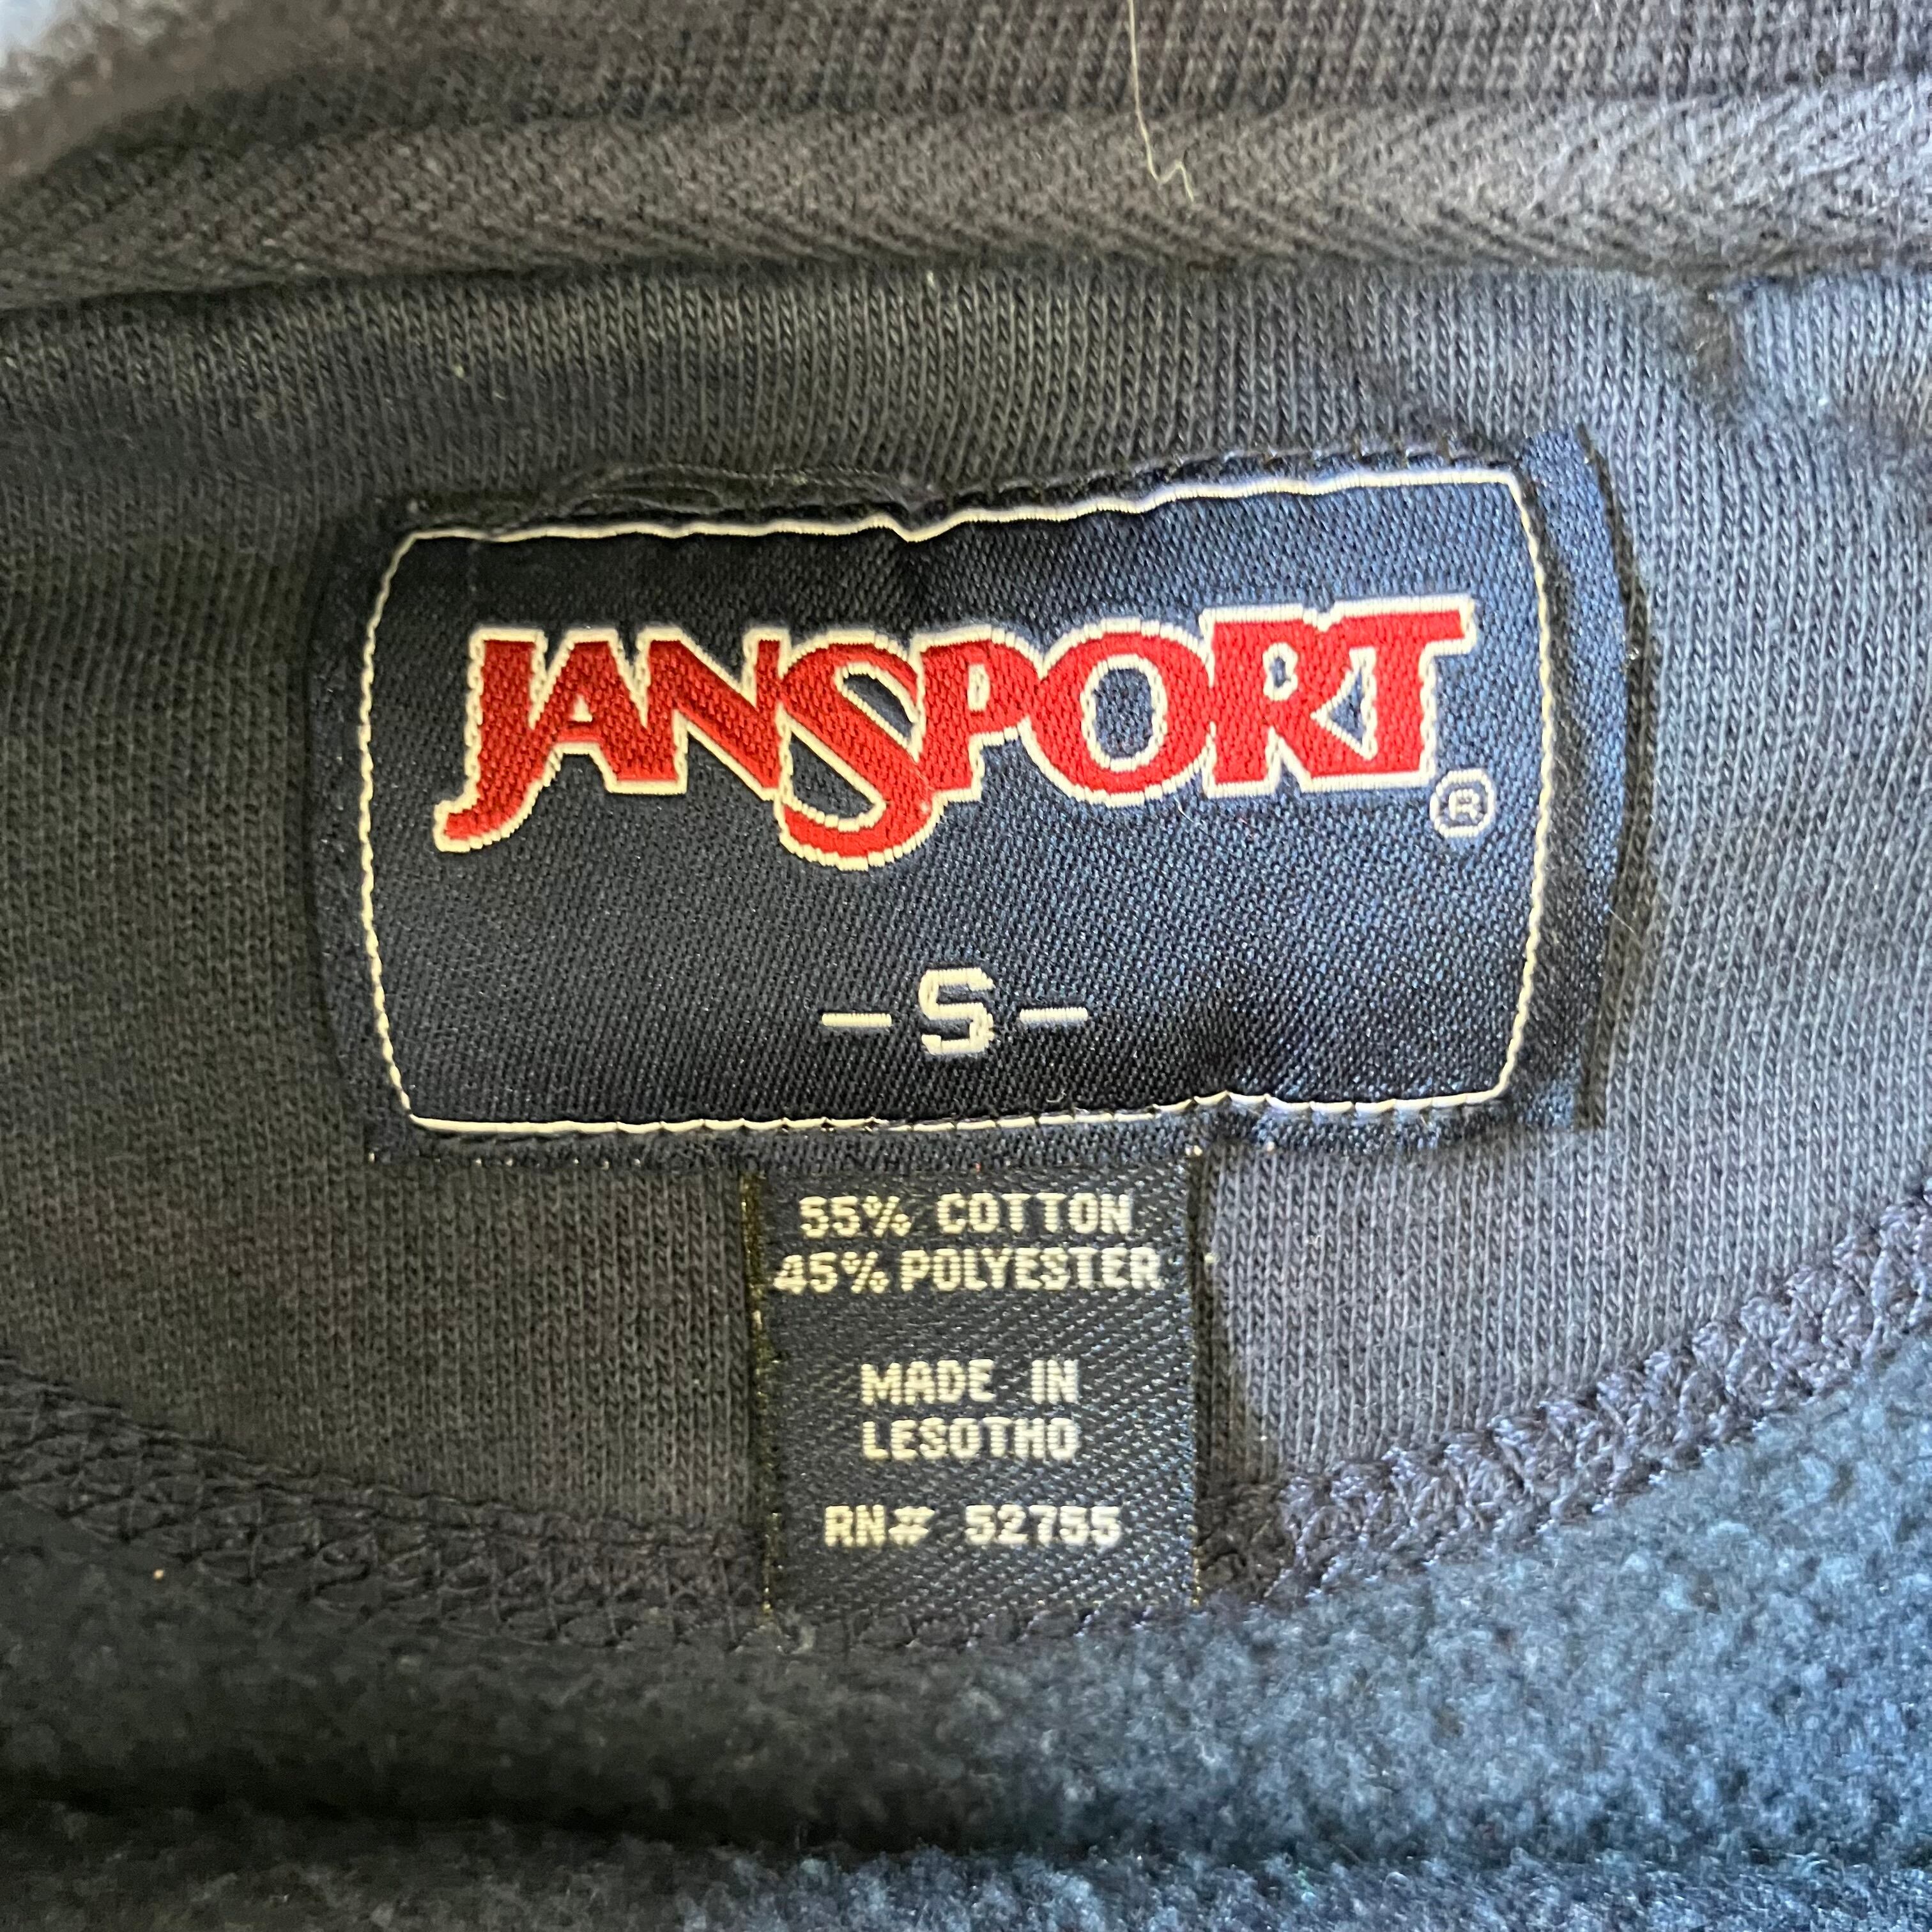 JANSPORT®
-S-
55% COTTON
45% POLYESTER
MADE IN
LESOTHO
RN# 52755